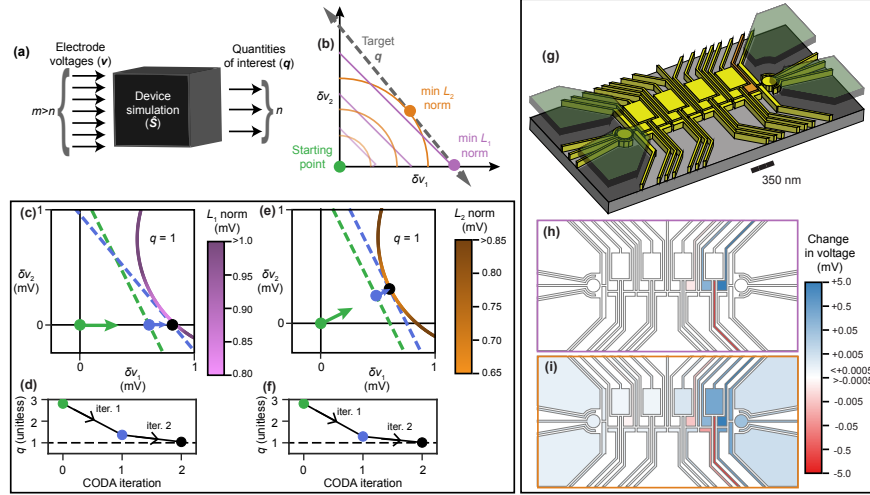 (a)
Electrode
voltages (v)
m>n
Device
simulation
(Ŝ)
Quantities
of interest (q)
n
(b)
Target
q
δv₂
min L₂
norm
min L₁
norm
Starting
point
δv₁
(c)
1
q = 1
δv₂
(mV)
0
0
δv₁
(mV)
1
L₁ norm
(mV)
>1.0
0.95
0.90
0.85
0.80
(d)
q (unitless)
3
2
1
iter. 1
iter. 2
0
1
2
CODA iteration
(e)
1
q = 1
δv₂
(mV)
0
0
δv₁
(mV)
1
L₂ norm
(mV)
>0.85
0.80
0.75
0.70
0.65
(f)
q (unitless)
3
2
1
iter. 1
iter. 2
0
1
2
CODA iteration
(g)
350 nm
(h)
(i)
Change
in voltage
(mV)
+5.0
+0.5
+0.05
+0.005
<+0.0005
>-0.0005
-0.005
-0.05
-0.5
-5.0